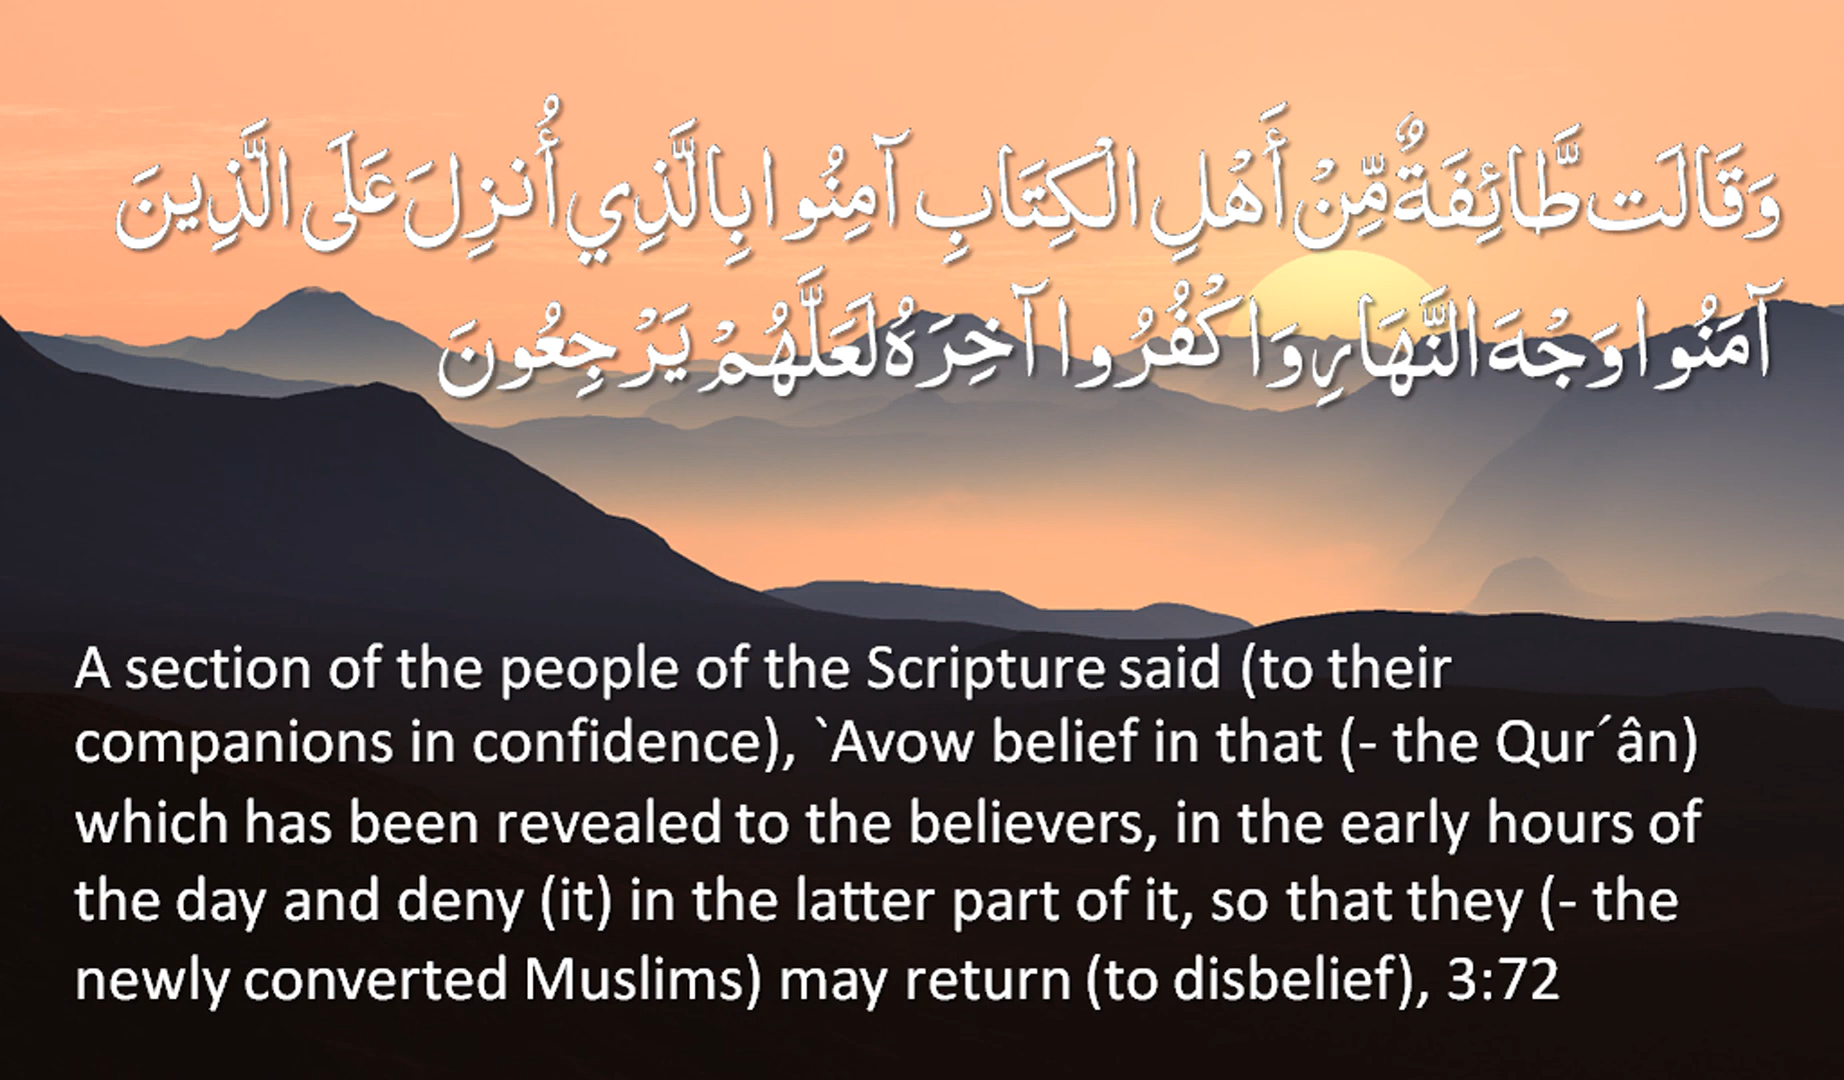 وَقَالَت طَّائِفَةٌ مِّنْ أَهْلِ الْكِتَابِ آمِنُوا بِالَّذِي أُنزِلَ عَلَى الَّذِينَ
آمَنُوا وَجْهَ النَّهَارِ وَاكْفُرُوا آخِرَهُ لَعَلَّهُمْ يَرْجِعُونَ
A section of the people of the Scripture said (to their
companions in confidence), `Avow belief in that (- the Qur´ân)
which has been revealed to the believers, in the early hours of
the day and deny (it) in the latter part of it, so that they (- the
newly converted Muslims) may return (to disbelief), 3:72